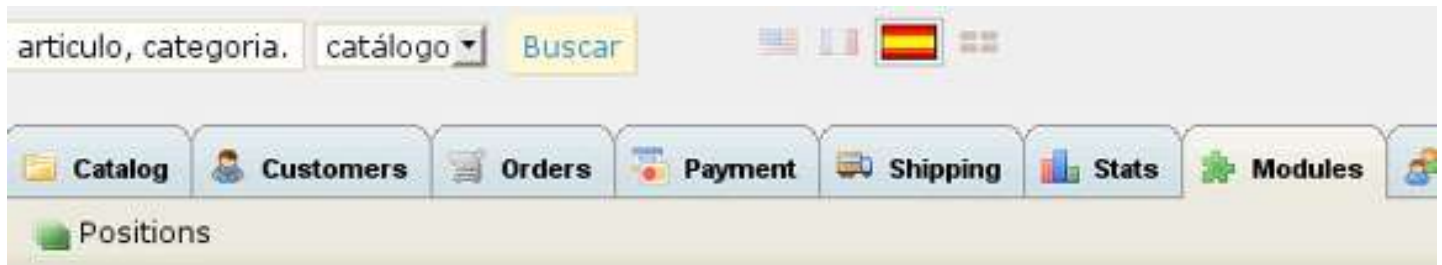 articulo, categoria. catálogo Buscar
Catalog Customers Orders Payment Shipping Stats Modules
Positions